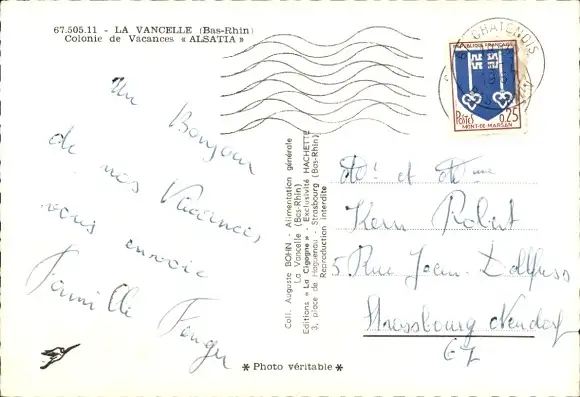 67.505.11 - LA VANCELLE (Bas-Rhin)
Colonie de Vacances « ALSATIA »
Un Bonjour
de nos Vacances
vous envoie
Famille Fenger
Coll. Auguste BOHN - Alimentation générale
La Vancelle (Bas-Rhin)
Editions « La Cigogne » - Exclusivité HACHETTE
3, place de Haguenau - Strasbourg (Bas-Rhin)
Reproduction interdite
CHATENOIS
REPUBLIQUE FRANÇAISE
POSTES
0,25
MONT-DE-MARSAN
Mr et Mme
Kern Robert
5 Rue Jean Dollfuss
Strassbourg Neudorf
67
* Photo véritable *